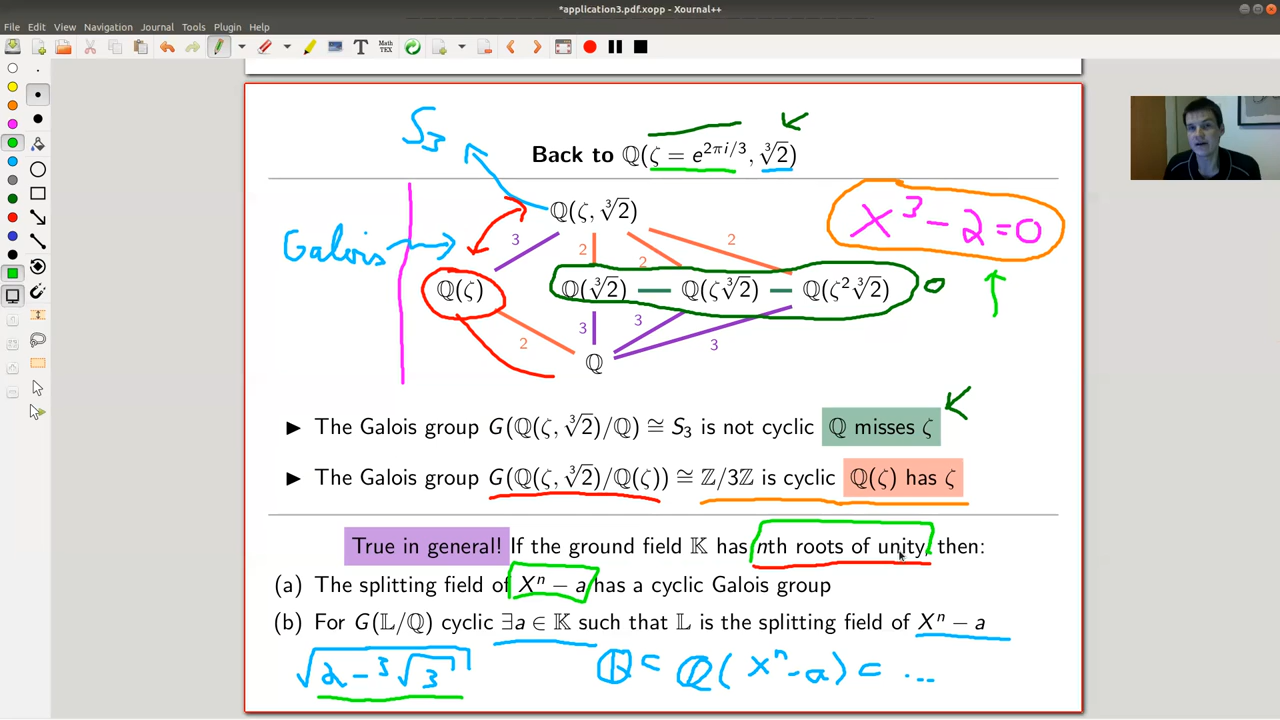 *application3.pdf.xopp - Xournal++
File Edit View Navigation Journal Tools Plugin Help
T Math TEX
S₃
Back to ℚ(ζ = e^{2πi/3}, ∛2)
ℚ(ζ, ∛2)
X³ − 2 = 0
Galois
3 2 2 2
ℚ(ζ) ℚ(∛2) ℚ(ζ∛2) ℚ(ζ²∛2)
2 3 3 3
ℚ
▶ The Galois group G(ℚ(ζ, ∛2)/ℚ) ≅ S₃ is not cyclic ℚ misses ζ
▶ The Galois group G(ℚ(ζ, ∛2)/ℚ(ζ)) ≅ ℤ/3ℤ is cyclic ℚ(ζ) has ζ
True in general! If the ground field 𝕂 has nth roots of unity, then:
(a) The splitting field of Xⁿ − a has a cyclic Galois group
(b) For G(𝕃/ℚ) cyclic ∃a ∈ 𝕂 such that 𝕃 is the splitting field of Xⁿ − a
√(2 − ³√3) ℚ ⊂ ℚ(Xⁿ − a) ⊂ ...